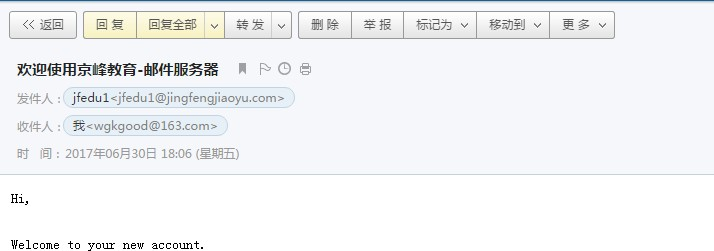 << 返回 回 复 回复全部 转 发 删 除 举 报 标记为 移动到 更 多
欢迎使用京峰教育-邮件服务器
发件人： jfedu1<jfedu1@jingfengjiaoyu.com>
收件人： 我<wgkgood@163.com>
时 间： 2017年06月30日 18:06 (星期五)
Hi,
Welcome to your new account.